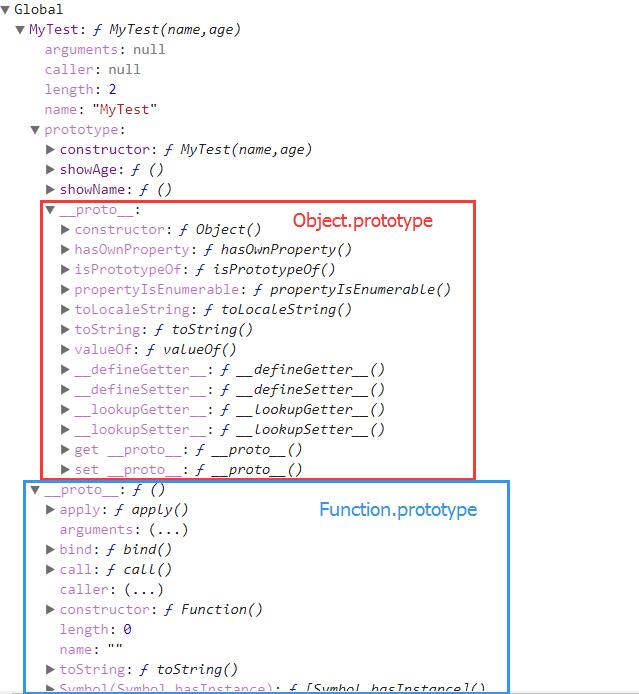 Global
MyTest: ƒ MyTest(name,age)
arguments: null
caller: null
length: 2
name: "MyTest"
prototype:
constructor: ƒ MyTest(name,age)
showAge: ƒ ()
showName: ƒ ()
__proto__:
Object.prototype
constructor: ƒ Object()
hasOwnProperty: ƒ hasOwnProperty()
isPrototypeOf: ƒ isPrototypeOf()
propertyIsEnumerable: ƒ propertyIsEnumerable()
toLocaleString: ƒ toLocaleString()
toString: ƒ toString()
valueOf: ƒ valueOf()
__defineGetter__: ƒ __defineGetter__()
__defineSetter__: ƒ __defineSetter__()
__lookupGetter__: ƒ __lookupGetter__()
__lookupSetter__: ƒ __lookupSetter__()
get __proto__: ƒ __proto__()
set __proto__: ƒ __proto__()
__proto__: ƒ ()
apply: ƒ apply()
Function.prototype
arguments: (...)
bind: ƒ bind()
call: ƒ call()
caller: (...)
constructor: ƒ Function()
length: 0
name: ""
toString: ƒ toString()
Symbol(Symbol.hasInstance): ƒ [Symbol.hasInstance]()